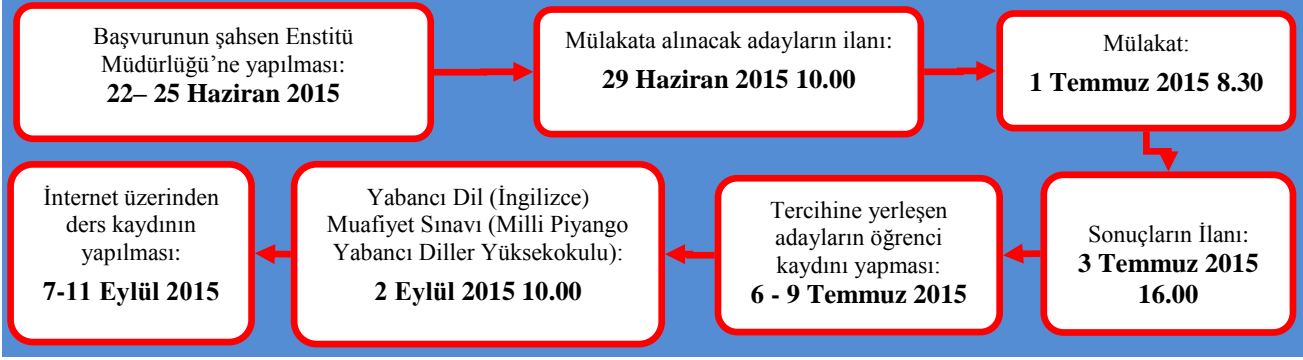 Başvurunun şahsen Enstitü
Müdürlüğü’ne yapılması:
22– 25 Haziran 2015
Mülakata alınacak adayların ilanı:
29 Haziran 2015 10.00
Mülakat:
1 Temmuz 2015 8.30
Sonuçların İlanı:
3 Temmuz 2015
16.00
Tercihine yerleşen
adayların öğrenci
kaydını yapması:
6 - 9 Temmuz 2015
Yabancı Dil (İngilizce)
Muafiyet Sınavı (Milli Piyango
Yabancı Diller Yüksekokulu):
2 Eylül 2015 10.00
İnternet üzerinden
ders kaydının
yapılması:
7-11 Eylül 2015